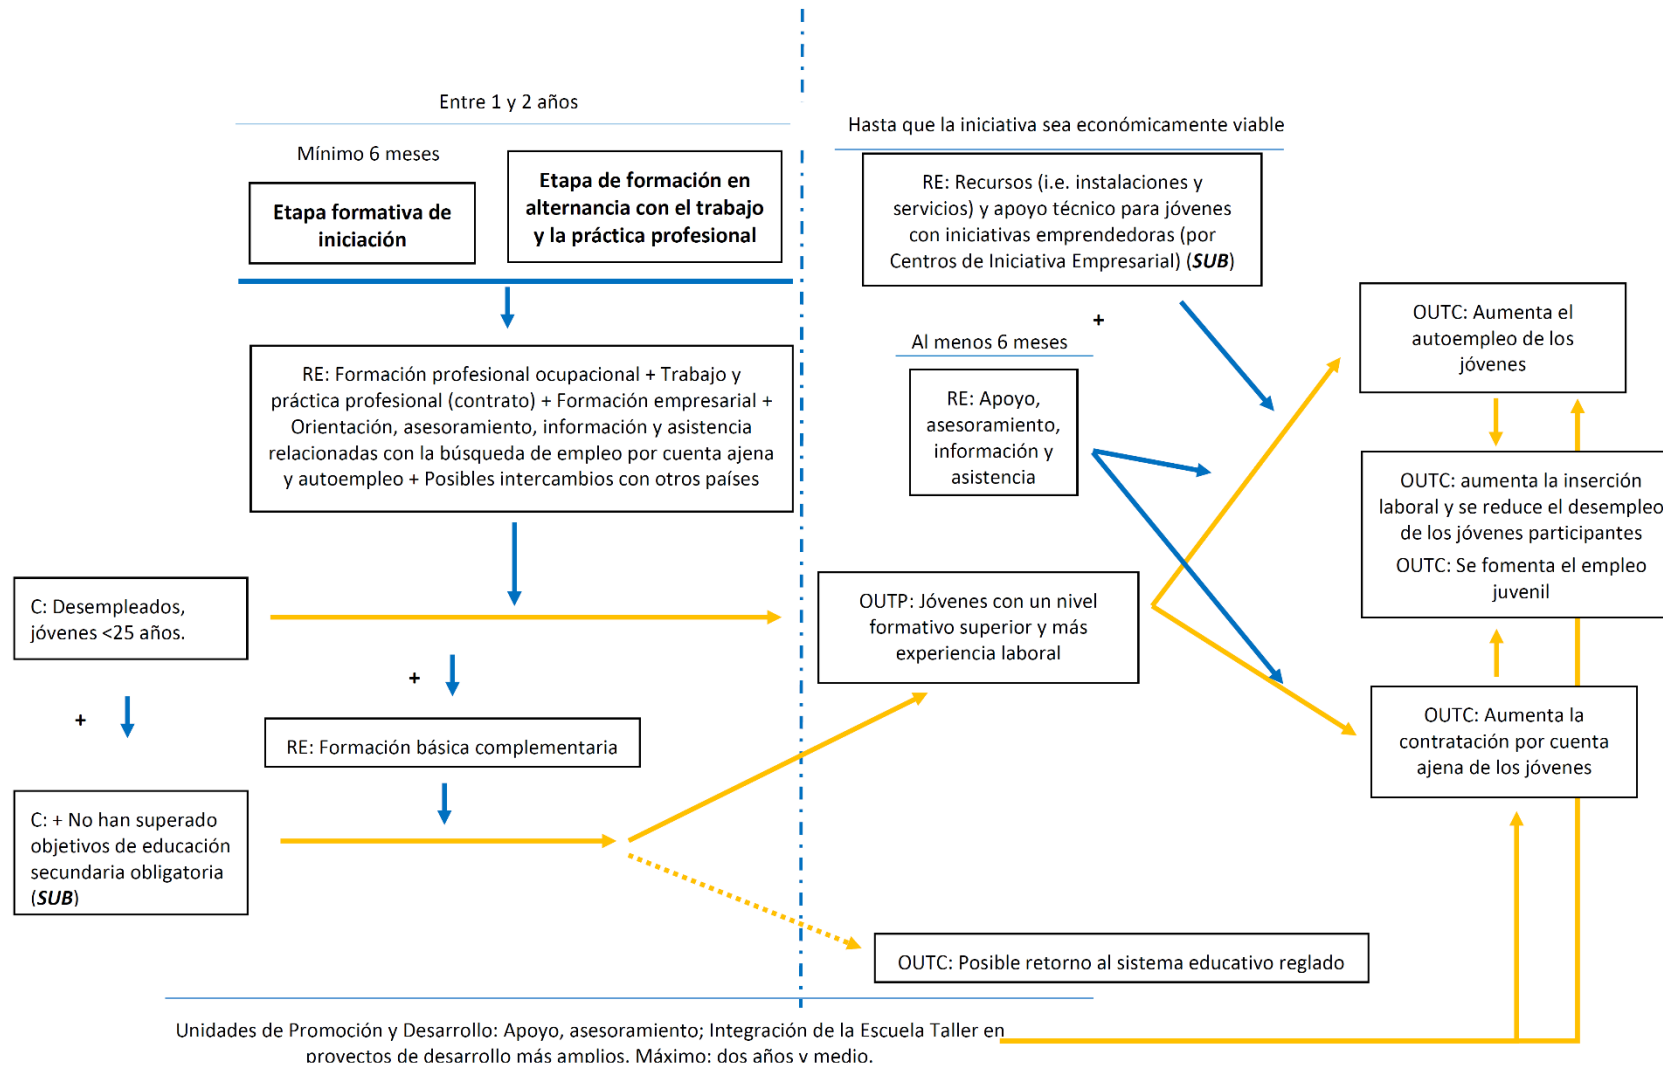 Entre 1 y 2 años
Mínimo 6 meses
Etapa formativa de
iniciación
Etapa de formación en
alternancia con el trabajo
y la práctica profesional
RE: Formación profesional ocupacional + Trabajo y
práctica profesional (contrato) + Formación empresarial +
Orientación, asesoramiento, información y asistencia
relacionadas con la búsqueda de empleo por cuenta ajena
y autoempleo + Posibles intercambios con otros países
C: Desempleados,
jóvenes <25 años.
+
+
RE: Formación básica complementaria
C: + No han superado
objetivos de educación
secundaria obligatoria
(SUB)
Hasta que la iniciativa sea económicamente viable
RE: Recursos (i.e. instalaciones y
servicios) y apoyo técnico para jóvenes
con iniciativas emprendedoras (por
Centros de Iniciativa Empresarial) (SUB)
+
Al menos 6 meses
RE: Apoyo,
asesoramiento,
información y
asistencia
OUTP: Jóvenes con un nivel
formativo superior y más
experiencia laboral
OUTC: Aumenta el
autoempleo de los
jóvenes
OUTC: aumenta la inserción
laboral y se reduce el desempleo
de los jóvenes participantes
OUTC: Se fomenta el empleo
juvenil
OUTC: Aumenta la
contratación por cuenta
ajena de los jóvenes
OUTC: Posible retorno al sistema educativo reglado
Unidades de Promoción y Desarrollo: Apoyo, asesoramiento; Integración de la Escuela Taller en
proyectos de desarrollo más amplios. Máximo: dos años y medio.